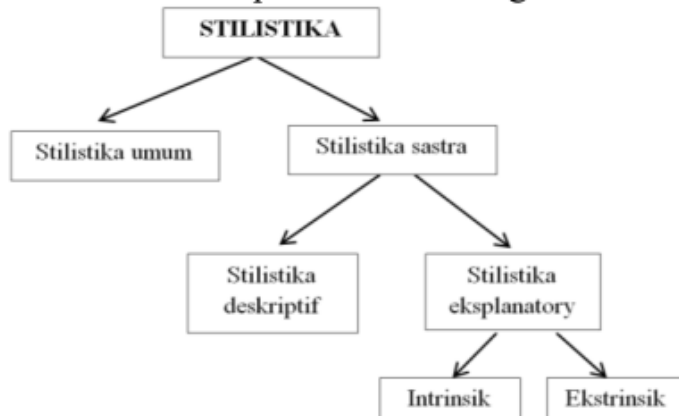 STILISTIKA
Stilistika umum
Stilistika sastra
Stilistika
deskriptif
Stilistika
eksplanatory
Intrinsik
Ekstrinsik